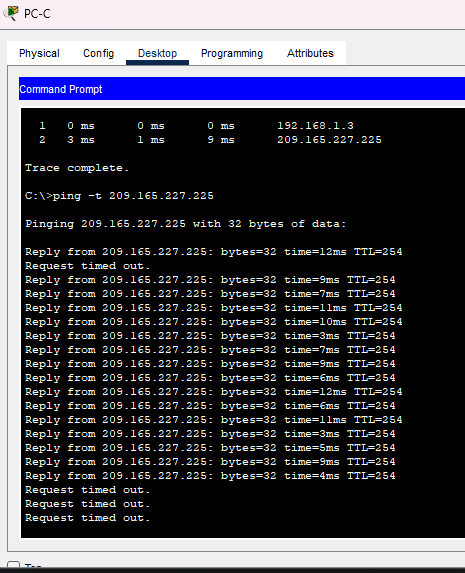 PC-C
Physical Config Desktop Programming Attributes
Command Prompt
1 0 ms 0 ms 0 ms 192.168.1.3
2 3 ms 1 ms 9 ms 209.165.227.225
Trace complete.
C:\>ping -t 209.165.227.225
Pinging 209.165.227.225 with 32 bytes of data:
Reply from 209.165.227.225: bytes=32 time=12ms TTL=254
Request timed out.
Reply from 209.165.227.225: bytes=32 time=9ms TTL=254
Reply from 209.165.227.225: bytes=32 time=7ms TTL=254
Reply from 209.165.227.225: bytes=32 time=11ms TTL=254
Reply from 209.165.227.225: bytes=32 time=10ms TTL=254
Reply from 209.165.227.225: bytes=32 time=3ms TTL=254
Reply from 209.165.227.225: bytes=32 time=7ms TTL=254
Reply from 209.165.227.225: bytes=32 time=9ms TTL=254
Reply from 209.165.227.225: bytes=32 time=6ms TTL=254
Reply from 209.165.227.225: bytes=32 time=12ms TTL=254
Reply from 209.165.227.225: bytes=32 time=6ms TTL=254
Reply from 209.165.227.225: bytes=32 time=11ms TTL=254
Reply from 209.165.227.225: bytes=32 time=3ms TTL=254
Reply from 209.165.227.225: bytes=32 time=5ms TTL=254
Reply from 209.165.227.225: bytes=32 time=9ms TTL=254
Reply from 209.165.227.225: bytes=32 time=4ms TTL=254
Request timed out.
Request timed out.
Request timed out.